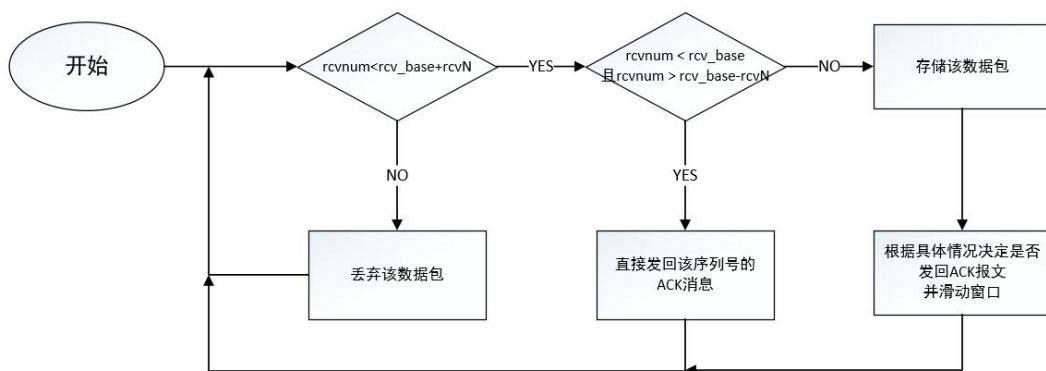 开始
rcvnum<rcv_base+rcvN
YES
rcvnum < rcv_base
且rcvnum > rcv_base-rcvN
NO
存储该数据包
NO
YES
丢弃该数据包
直接发回该序列号的
ACK消息
根据具体情况决定是否
发回ACK报文
并滑动窗口